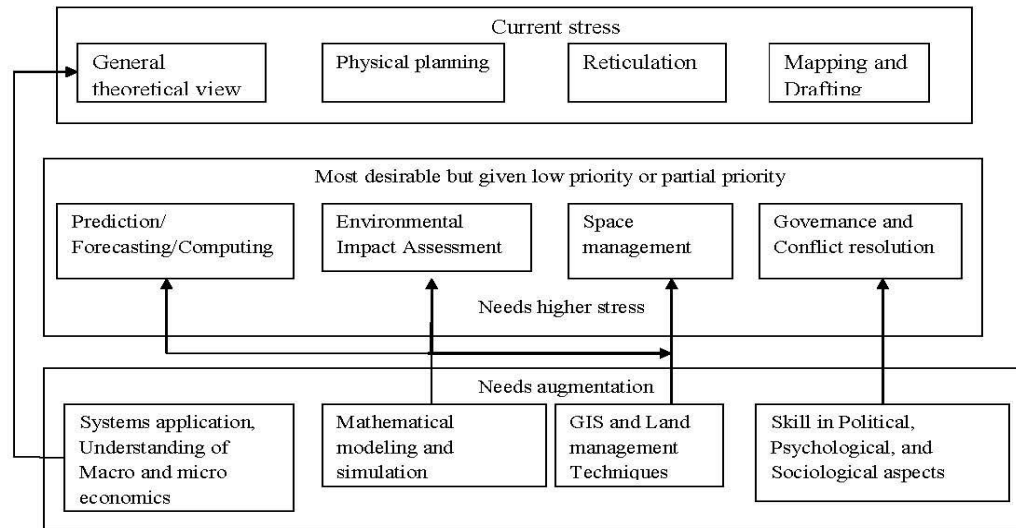 Current stress
General
theoretical view
Physical planning
Reticulation
Mapping and
Drafting
Most desirable but given low priority or partial priority
Prediction/
Forecasting/Computing
Environmental
Impact Assessment
Space
management
Governance and
Conflict resolution
Needs higher stress
Needs augmentation
Systems application,
Understanding of
Macro and micro
economics
Mathematical
modeling and
simulation
GIS and Land
management
Techniques
Skill in Political,
Psychological, and
Sociological aspects